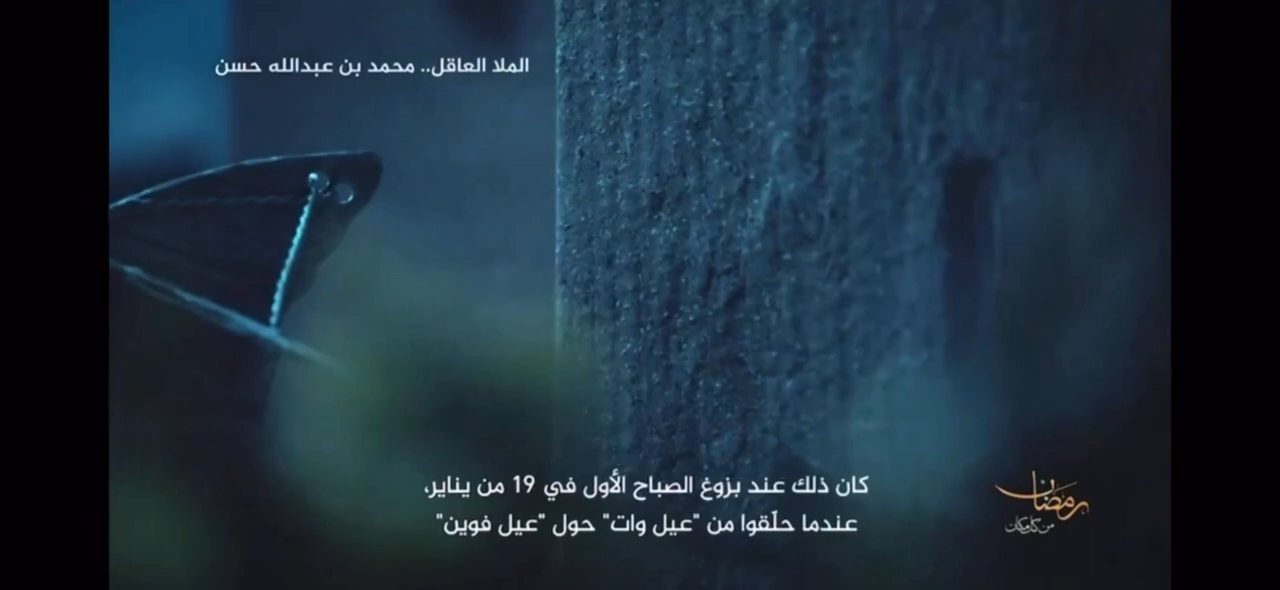 الملا العاقل.. محمد بن عبدالله حسن
كان ذلك عند بزوغ الصباح الأول في 19 من يناير،
عندما حلّقوا من "عيل وات" حول "عيل فوين"
رمضان
من كل مكان